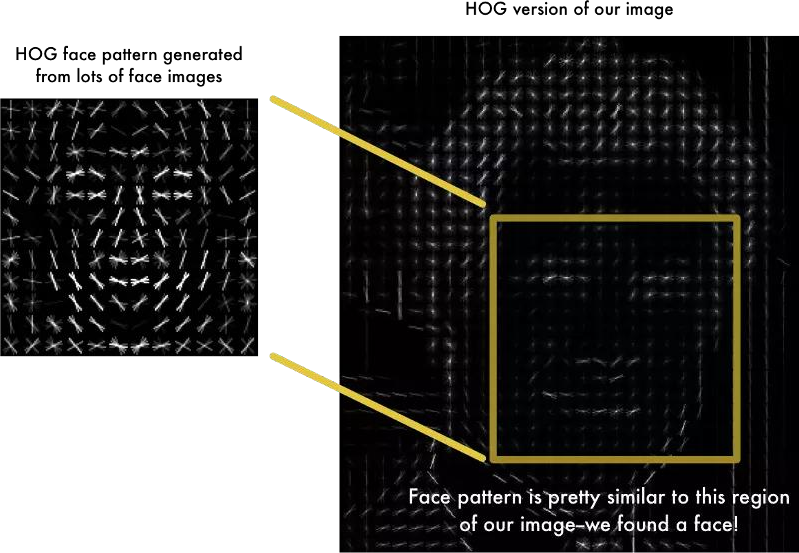 HOG version of our image
HOG face pattern generated
from lots of face images
Face pattern is pretty similar to this region
of our image–we found a face!